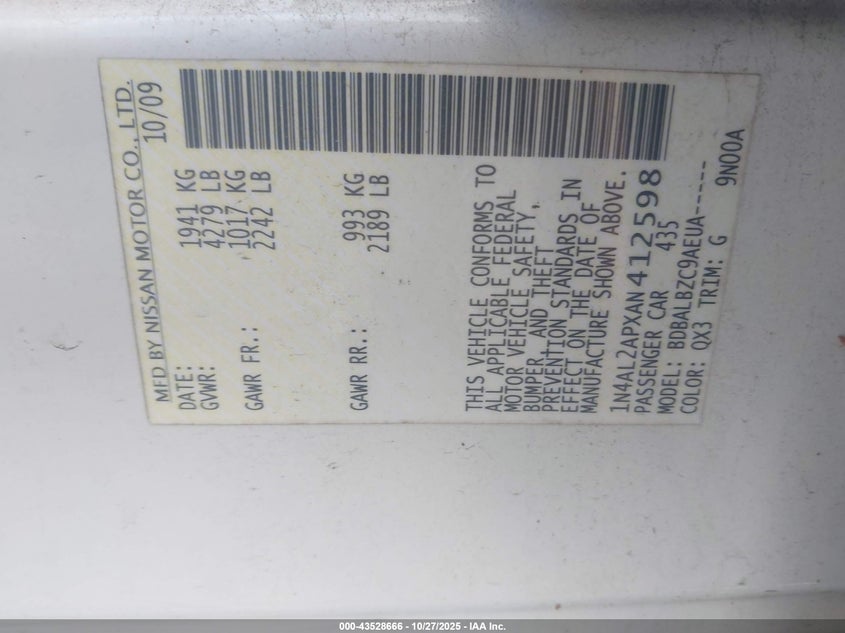 MFD BY NISSAN MOTOR CO., LTD.
DATE: 10/09
GVWR: 1941 KG
4279 LB
GAWR FR.: 1017 KG
2242 LB
GAWR RR.: 993 KG
2189 LB
THIS VEHICLE CONFORMS TO
ALL APPLICABLE FEDERAL
MOTOR VEHICLE SAFETY,
BUMPER, AND THEFT
PREVENTION STANDARDS IN
EFFECT ON THE DATE OF
MANUFACTURE SHOWN ABOVE.
1N4AL2APXAN412598
PASSENGER CAR 435
MODEL: BDBALBZC9AEUA------
COLOR: QX3 TRIM: G 9N00A
000-43528666 - 10/27/2025 - IAA Inc.